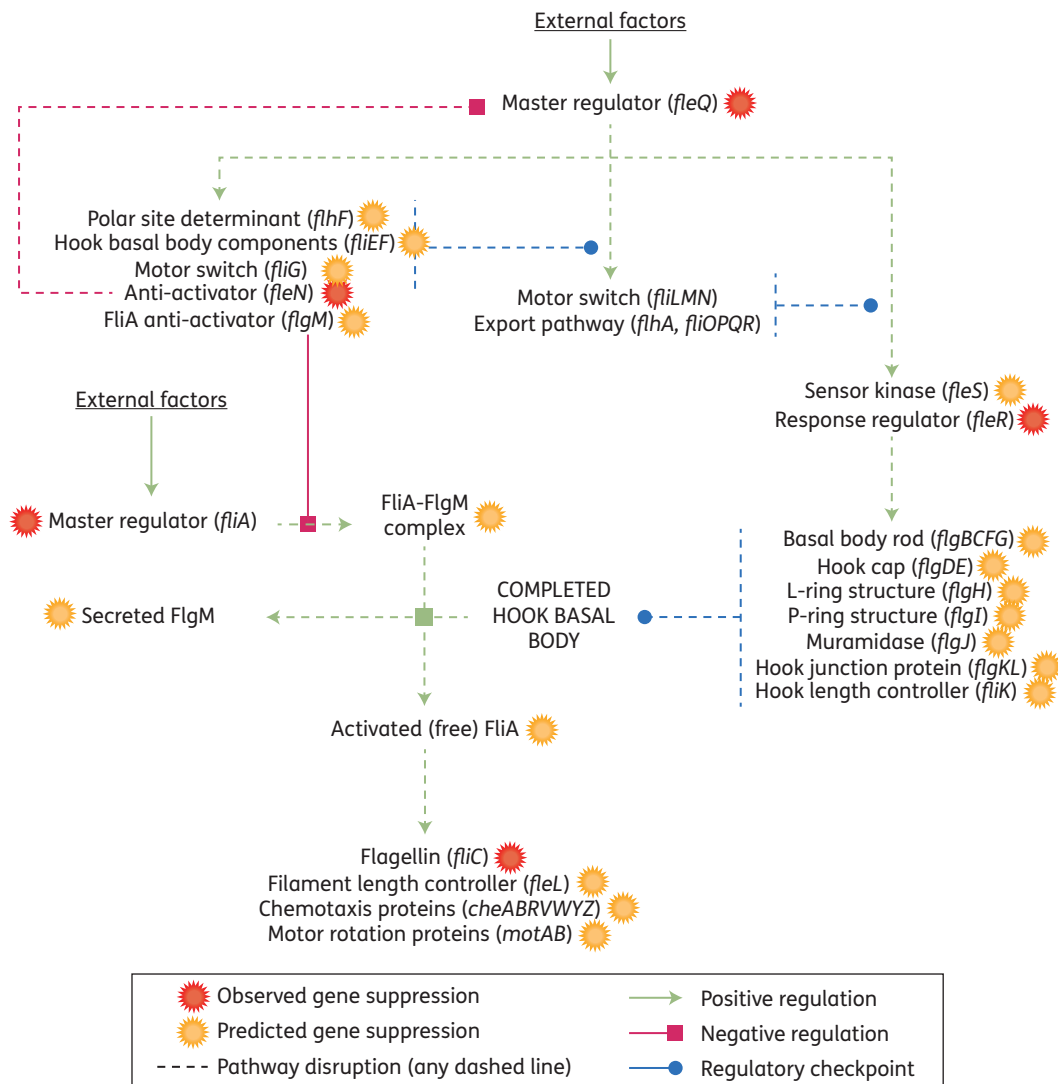 External factors
Master regulator (fleQ)
Polar site determinant (flhF)
Hook basal body components (fliEF)
Motor switch (fliG)
Anti-activator (fleN)
FliA anti-activator (flgM)
Motor switch (fliLMN)
Export pathway (flhA, fliOPQR)
Sensor kinase (fleS)
Response regulator (fleR)
External factors
Master regulator (fliA)
FliA-FlgM
complex
Basal body rod (flgBCFG)
Hook cap (flgDE)
L-ring structure (flgH)
P-ring structure (flgI)
Muramidase (flgJ)
Hook junction protein (flgKL)
Hook length controller (fliK)
Secreted FlgM
COMPLETED
HOOK BASAL
BODY
Activated (free) FliA
Flagellin (fliC)
Filament length controller (fleL)
Chemotaxis proteins (cheABRVWYZ)
Motor rotation proteins (motAB)
Observed gene suppression
Predicted gene suppression
Pathway disruption (any dashed line)
Positive regulation
Negative regulation
Regulatory checkpoint